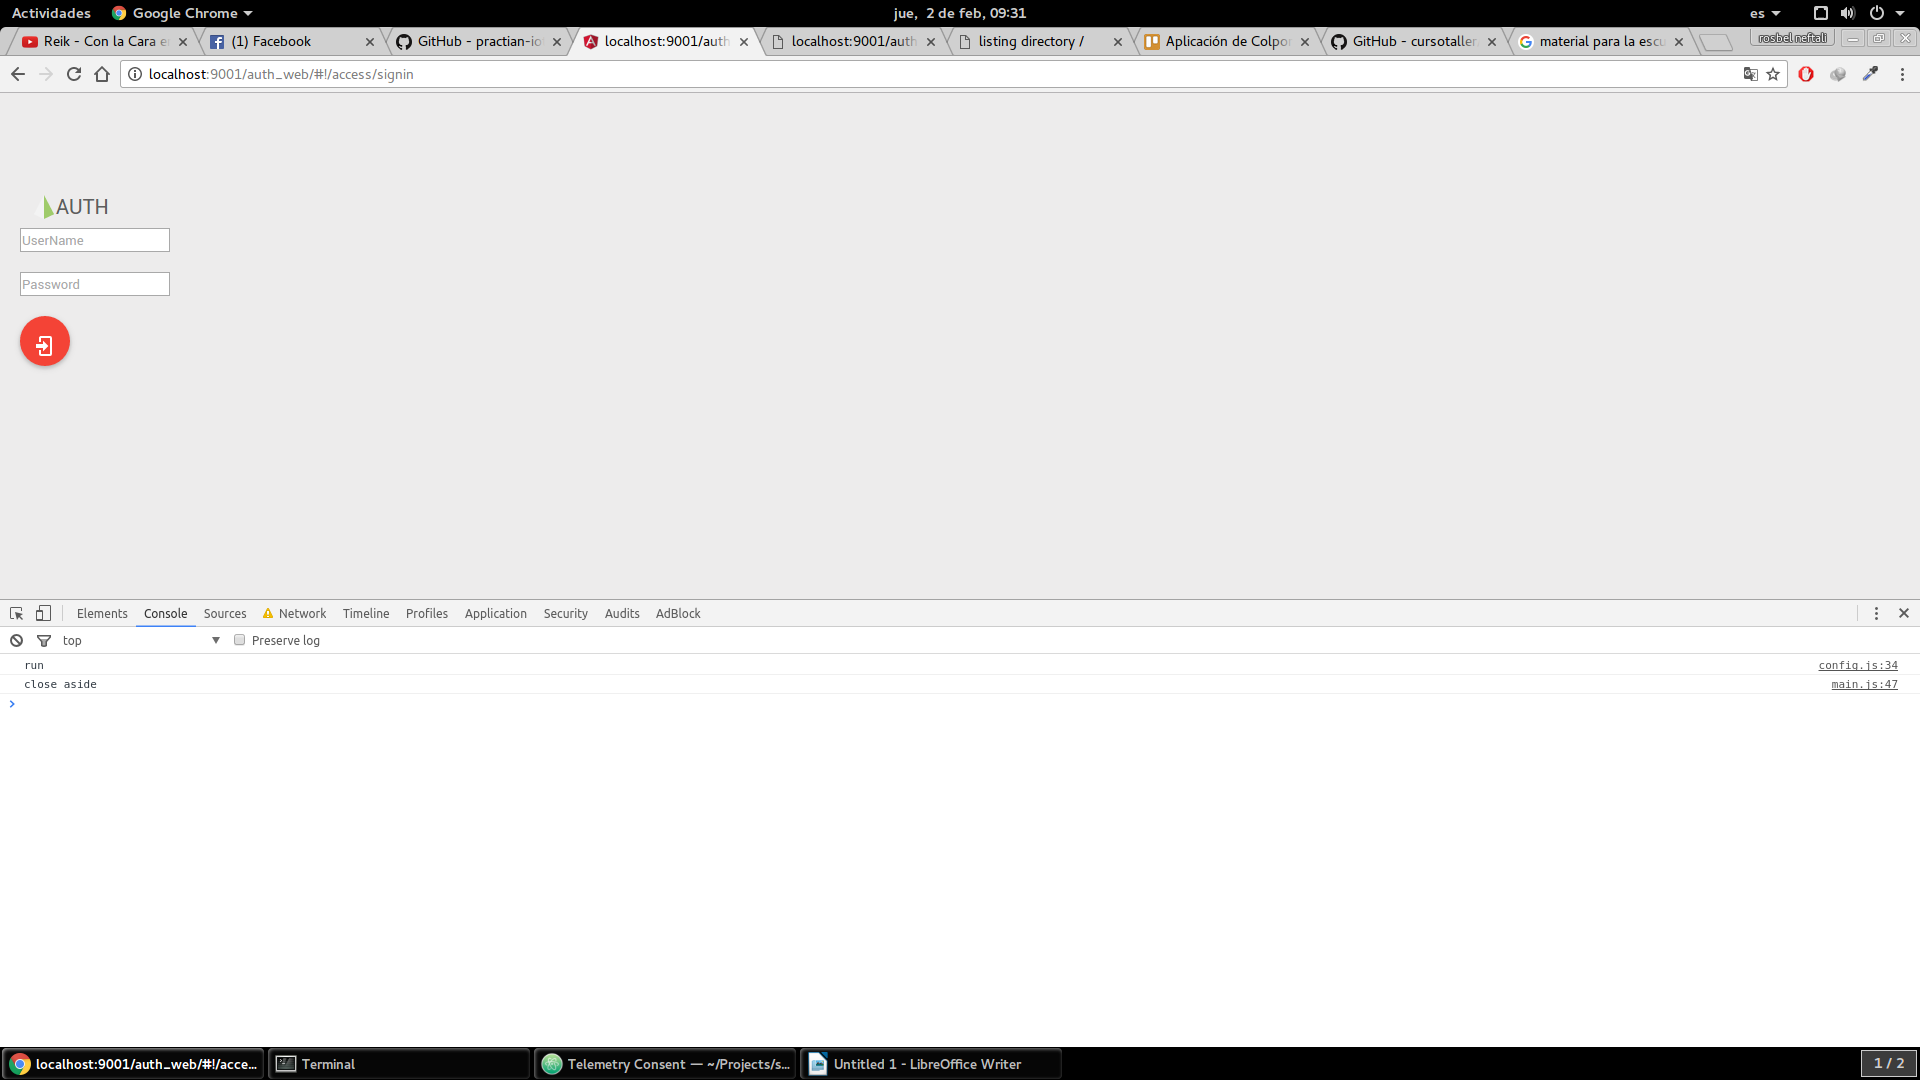 Actividades Google Chrome jue, 2 de feb, 09:31 es
Reik - Con la Cara e (1) Facebook GitHub - practian-io localhost:9001/auth localhost:9001/auth listing directory / Aplicación de Colpo GitHub - cursotaller material para la escu rosbel neftali
localhost:9001/auth_web/#!/access/signin
AUTH
UserName
Password
Elements Console Sources Network Timeline Profiles Application Security Audits AdBlock
top Preserve log
run config.js:34
close aside main.js:47
localhost:9001/auth_web/#!/acce... Terminal Telemetry Consent — ~/Projects/s... Untitled 1 - LibreOffice Writer 1 / 2